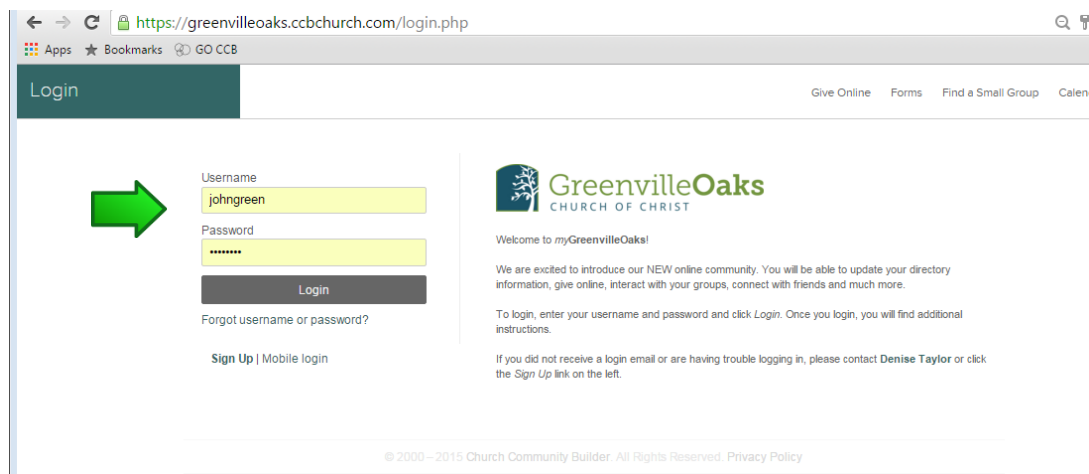 https://greenvilleoaks.ccbchurch.com/login.php
Apps Bookmarks GO CCB
Login
Give Online Forms Find a Small Group
Username
johngreen
Password
••••••••
Login
Forgot username or password?
Sign Up | Mobile login
GreenvilleOaks
CHURCH OF CHRIST
Welcome to myGreenvilleOaks!
We are excited to introduce our NEW online community. You will be able to update your directory
information, give online, interact with your groups, connect with friends and much more.
To login, enter your username and password and click Login. Once you login, you will find additional
instructions.
If you did not receive a login email or are having trouble logging in, please contact Denise Taylor or click
the Sign Up link on the left.
© 2000 – 2015 Church Community Builder. All Rights Reserved. Privacy Policy